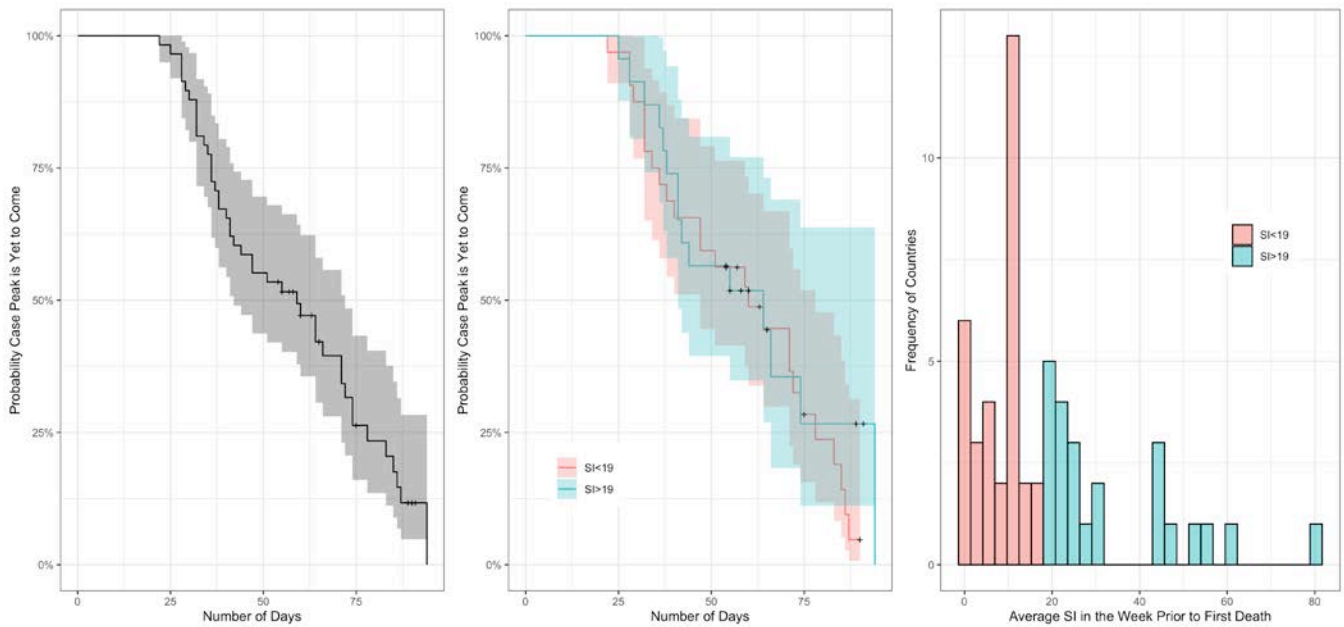 100%
75%
50%
25%
0%
Probability Case Peak is Yet to Come
0 25 50 75
Number of Days
100%
75%
50%
25%
0%
Probability Case Peak is Yet to Come
SI<19
SI>19
0 25 50 75
Number of Days
10
5
0
Frequency of Countries
SI<19
SI>19
0 20 40 60 80
Average SI in the Week Prior to First Death